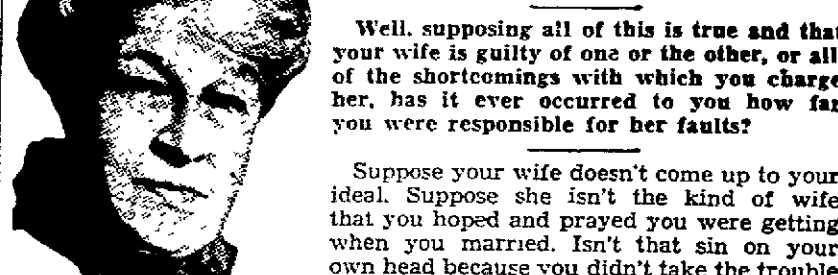 Well, supposing all of this is true and that
your wife is guilty of one or the other, or all
of the shortcomings with which you charge
her, has it ever occurred to you how far
you were responsible for her faults?
Suppose your wife doesn't come up to your
ideal. Suppose she isn't the kind of wife
that you hoped and prayed you were getting
when you married. Isn't that sin on your
own head because you didn't take the trouble